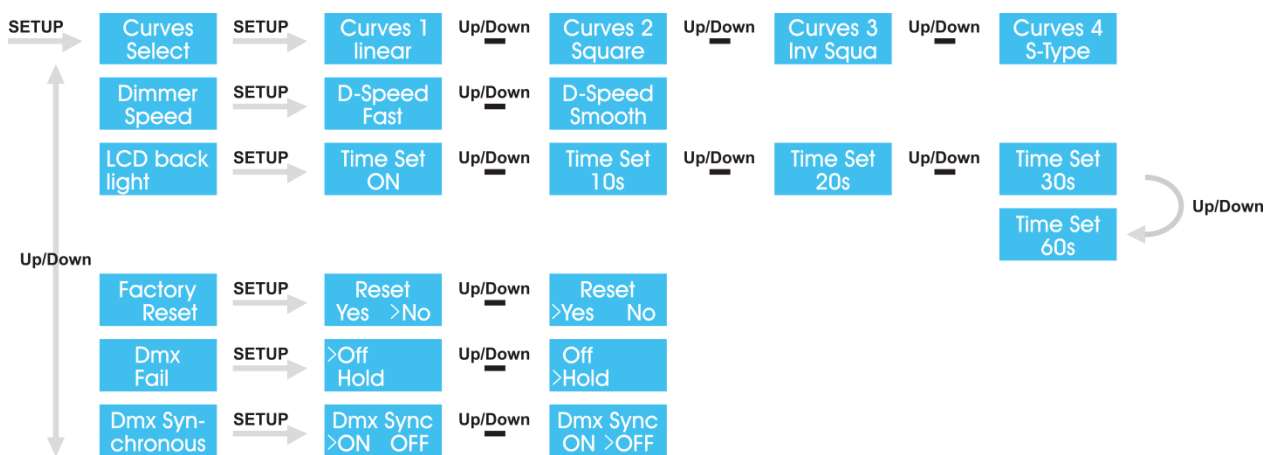 SETUP Curves Select SETUP Curves 1 linear Up/Down Curves 2 Square Up/Down Curves 3 Inv Squa Up/Down Curves 4 S-Type
Dimmer Speed SETUP D-Speed Fast Up/Down D-Speed Smooth
LCD back light SETUP Time Set ON Up/Down Time Set 10s Up/Down Time Set 20s Up/Down Time Set 30s
Up/Down
Time Set 60s
Up/Down
Factory Reset SETUP Reset Yes >No Up/Down Reset >Yes No
Dmx Fail SETUP >Off Hold Up/Down Off >Hold
Dmx Syn- chronous SETUP Dmx Sync >ON OFF Up/Down Dmx Sync ON >OFF